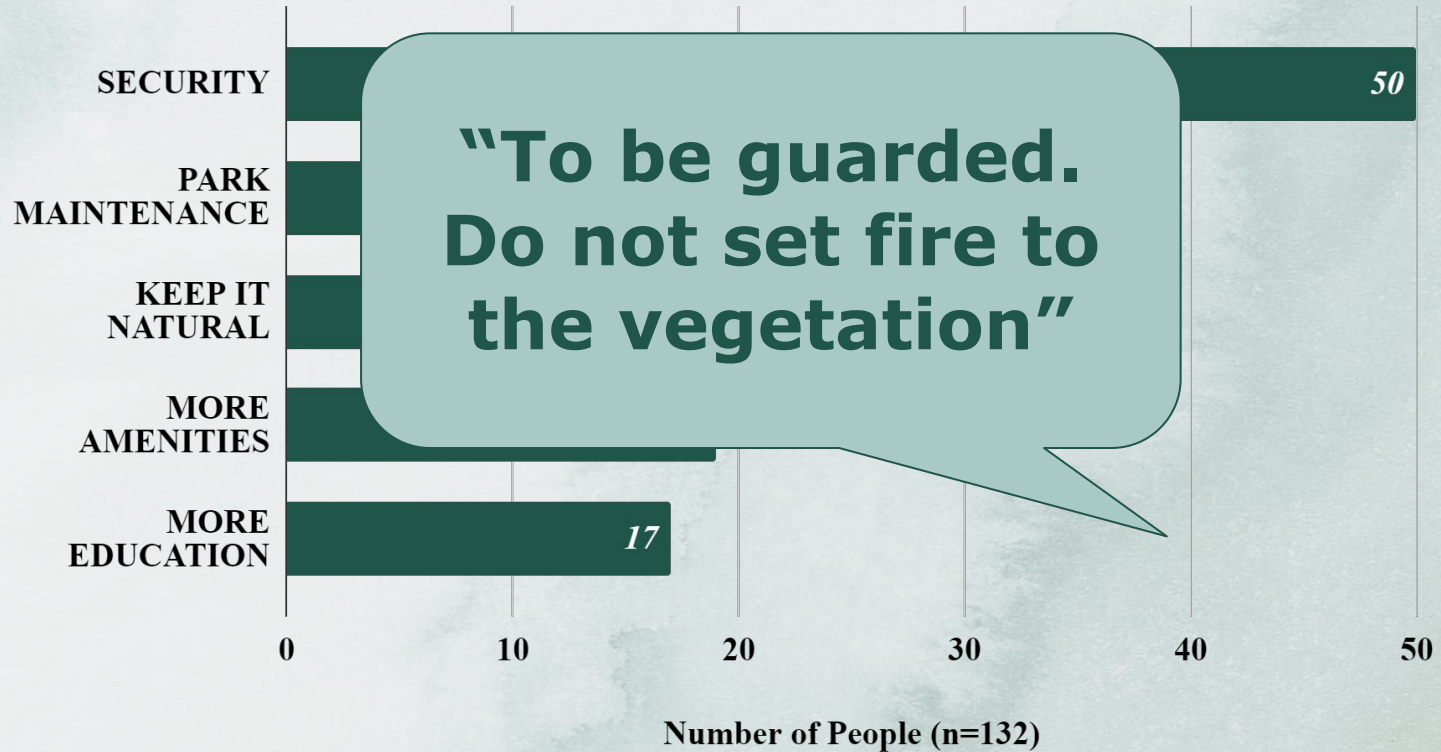 SECURITY
50
PARK
MAINTENANCE
KEEP IT
NATURAL
MORE
AMENITIES
MORE
EDUCATION
17
“To be guarded.
Do not set fire to
the vegetation”
0 10 20 30 40 50
Number of People (n=132)